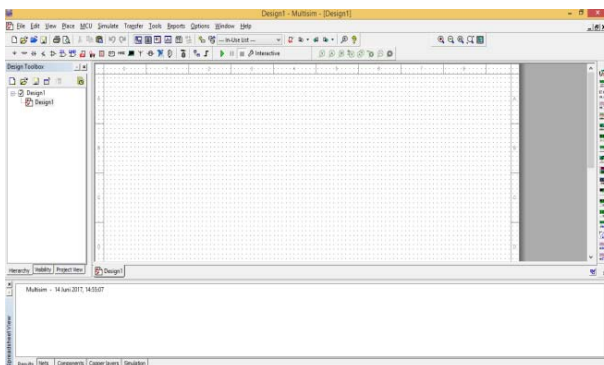 Design1 - Multisim - [Design1]
File Edit View Place MCU Simulate Transfer Tools Reports Options Window Help
--- In-Use List ---
Interactive
Design Toolbox
Design1
Design1
Hierarchy Visibility Project View Design1
Multisim - 14 Juni 2017, 14:55:07
Spreadsheet View
Results Nets Components Copper layers Simulation